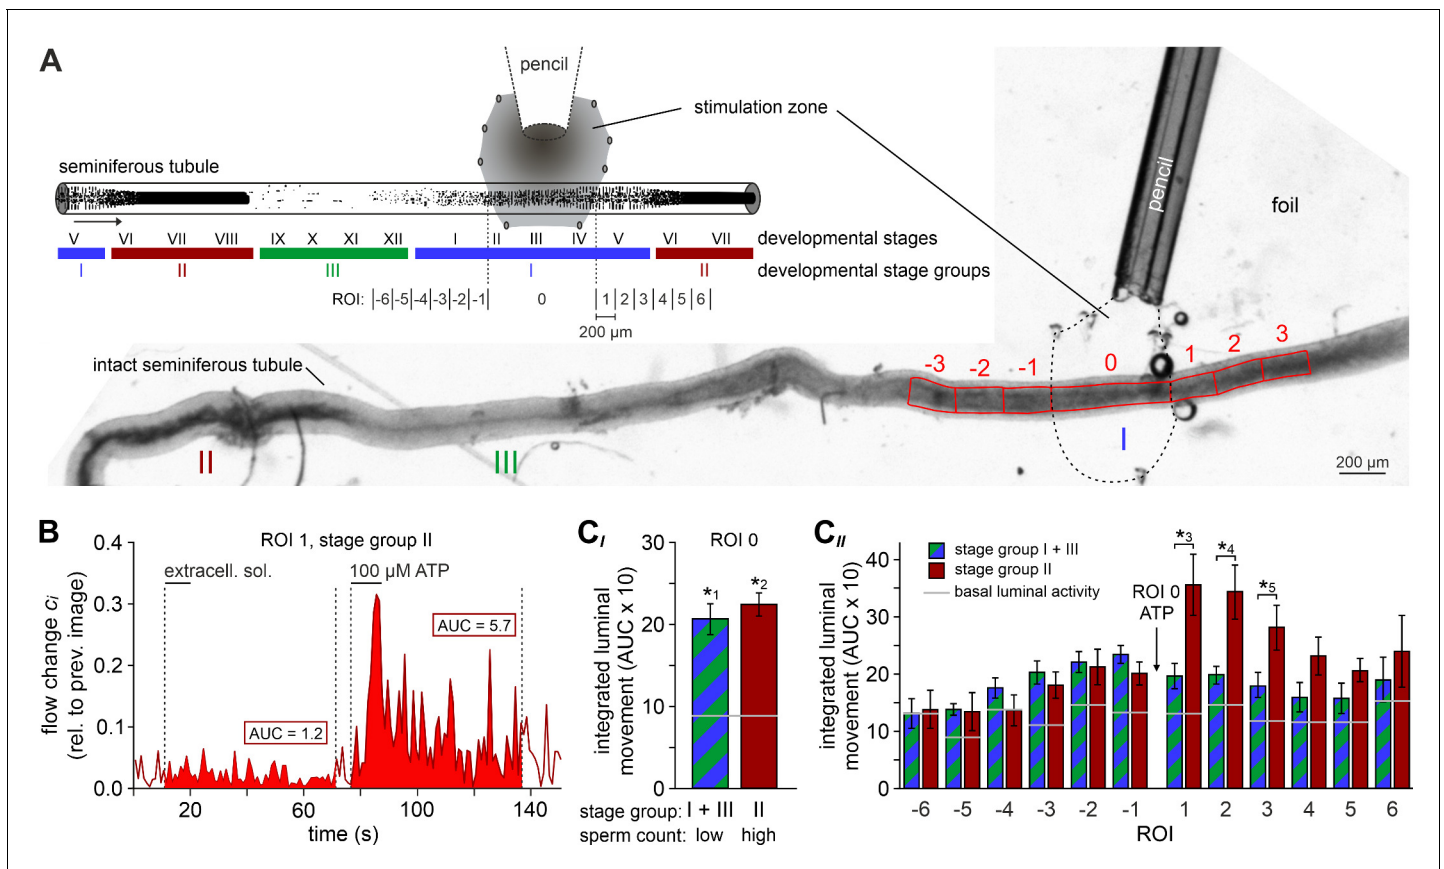 A
pencil
stimulation zone
seminiferous tubule
V VI VII VIII IX X XI XII I II III IV V VI VII
developmental stages
I II III I II
developmental stage groups
ROI: -6 -5 -4 -3 -2 -1 0 1 2 3 4 5 6
200 µm
pencil
foil
intact seminiferous tubule
-3 -2 -1 0 1 2 3
II
III
I
200 µm
B
ROI 1, stage group II
extracell. sol.
100 µM ATP
AUC = 5.7
AUC = 1.2
flow change ci
(rel. to prev. image)
0.4
0.3
0.2
0.1
0.0
20 60 100 140
time (s)
CI
ROI 0
integrated luminal
movement (AUC x 10)
30
20
10
0
*1 *2
stage group: I + III II
sperm count: low high
CII
integrated luminal
movement (AUC x 10)
40
30
20
10
0
stage group I + III
stage group II
basal luminal activity
ROI 0
ATP
*3
*4
*5
-6 -5 -4 -3 -2 -1 1 2 3 4 5 6
ROI